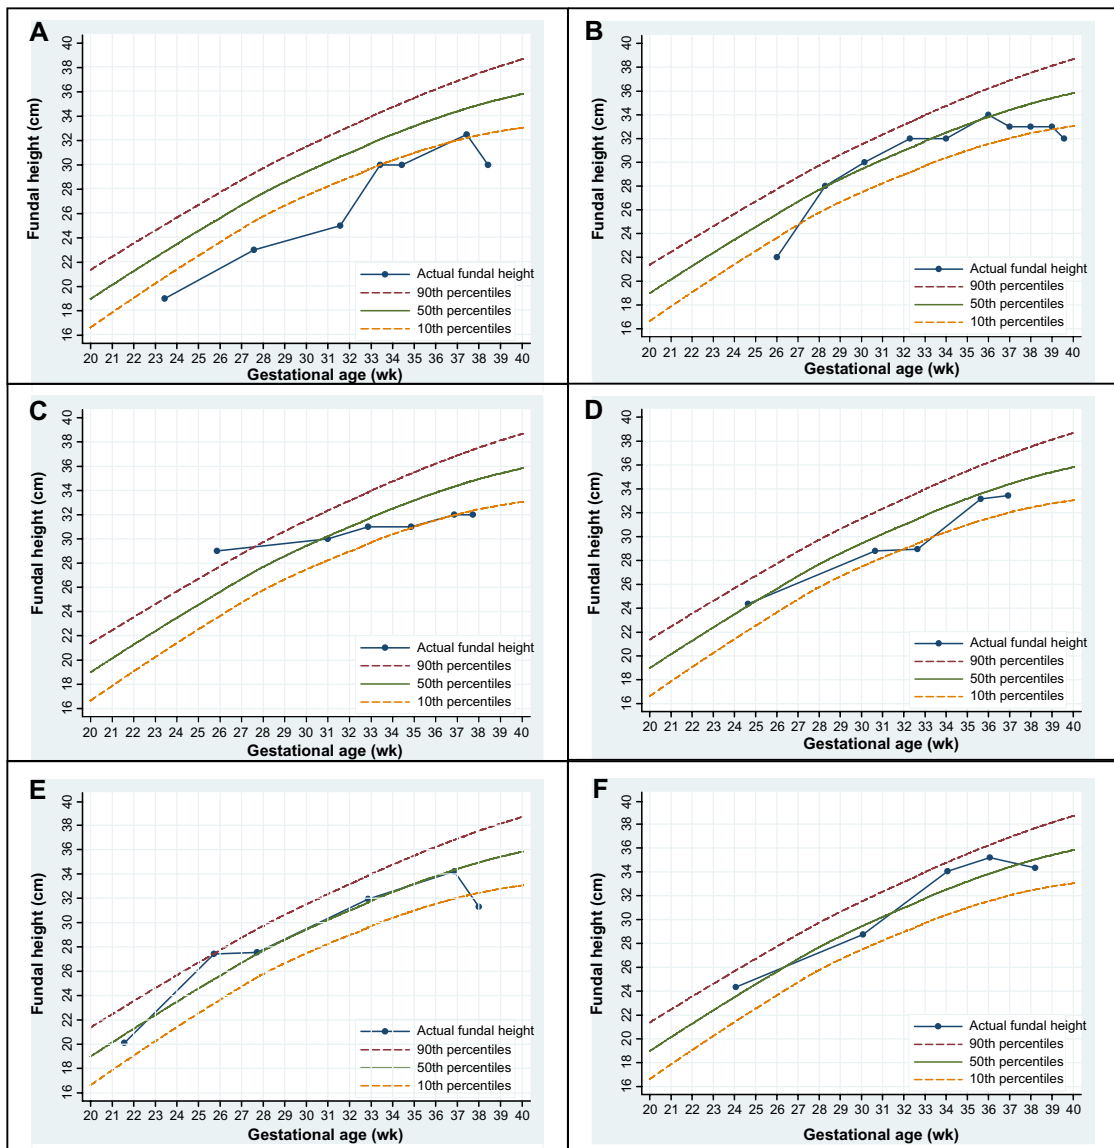 A
Fundal height (cm)
40
38
36
34
32
30
28
26
24
22
20
18
16
Actual fundal height
90th percentiles
50th percentiles
10th percentiles
20 21 22 23 24 25 26 27 28 29 30 31 32 33 34 35 36 37 38 39 40
Gestational age (wk)
B
Fundal height (cm)
40
38
36
34
32
30
28
26
24
22
20
18
16
Actual fundal height
90th percentiles
50th percentiles
10th percentiles
20 21 22 23 24 25 26 27 28 29 30 31 32 33 34 35 36 37 38 39 40
Gestational age (wk)
C
Fundal height (cm)
40
38
36
34
32
30
28
26
24
22
20
18
16
Actual fundal height
90th percentiles
50th percentiles
10th percentiles
20 21 22 23 24 25 26 27 28 29 30 31 32 33 34 35 36 37 38 39 40
Gestational age (wk)
D
Fundal height (cm)
40
38
36
34
32
30
28
26
24
22
20
18
16
Actual fundal height
90th percentiles
50th percentiles
10th percentiles
20 21 22 23 24 25 26 27 28 29 30 31 32 33 34 35 36 37 38 39 40
Gestational age (wk)
E
Fundal height (cm)
40
38
36
34
32
30
28
26
24
22
20
18
16
Actual fundal height
90th percentiles
50th percentiles
10th percentiles
20 21 22 23 24 25 26 27 28 29 30 31 32 33 34 35 36 37 38 39 40
Gestational age (wk)
F
Fundal height (cm)
40
38
36
34
32
30
28
26
24
22
20
18
16
Actual fundal height
90th percentiles
50th percentiles
10th percentiles
20 21 22 23 24 25 26 27 28 29 30 31 32 33 34 35 36 37 38 39 40
Gestational age (wk)